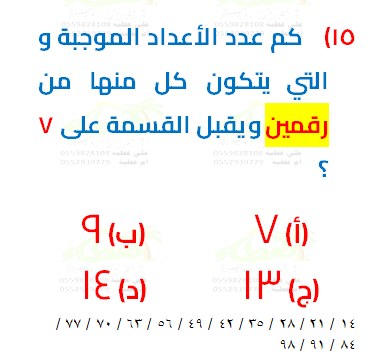 ١٥) كم عدد الأعداد الموجبة و
التي يتكون كل منها من
رقمين ويقبل القسمة على ٧
؟
(أ) ٧ (ب) ٩
(ج) ١٣ (د) ١٤
١٤ / ٢١ / ٢٨ / ٣٥ / ٤٢ / ٤٩ / ٥٦ / ٦٣ / ٧٠ / ٧٧ /
٨٤ / ٩١ / ٩٨